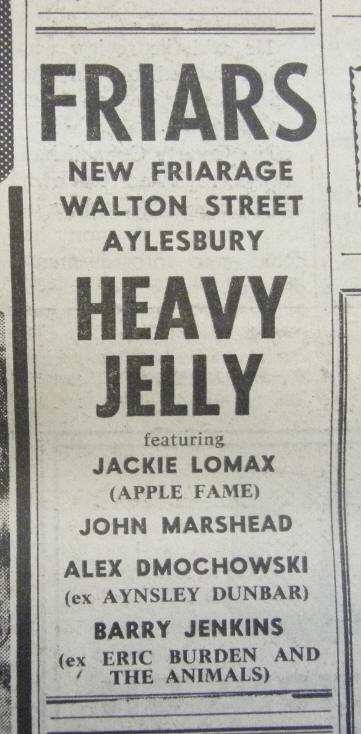 FRIARS
NEW FRIARAGE
WALTON STREET
AYLESBURY
HEAVY
JELLY
featuring
JACKIE LOMAX
(APPLE FAME)
JOHN MARSHEAD
ALEX DMOCHOWSKI
(ex AYNSLEY DUNBAR)
BARRY JENKINS
(ex ERIC BURDEN AND
THE ANIMALS)